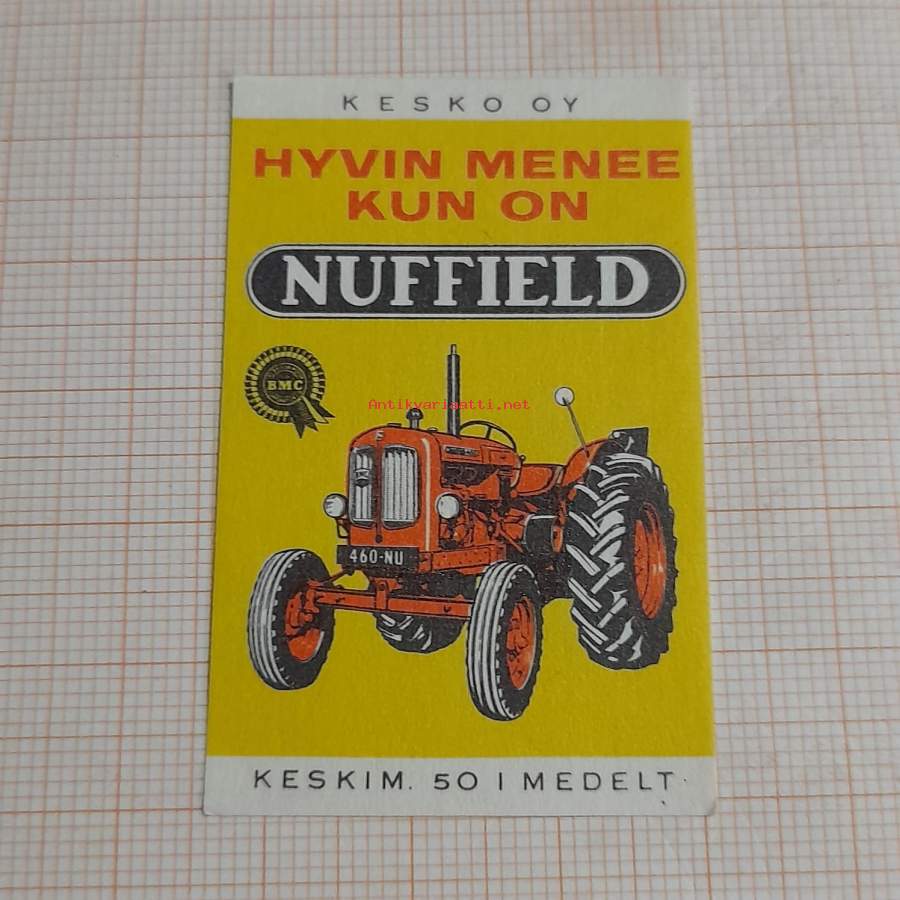 KESKO OY
HYVIN MENEE
KUN ON
NUFFIELD
BMC
Antikvariaatti.net
460-NU
KESKIM. 50 I MEDELT.